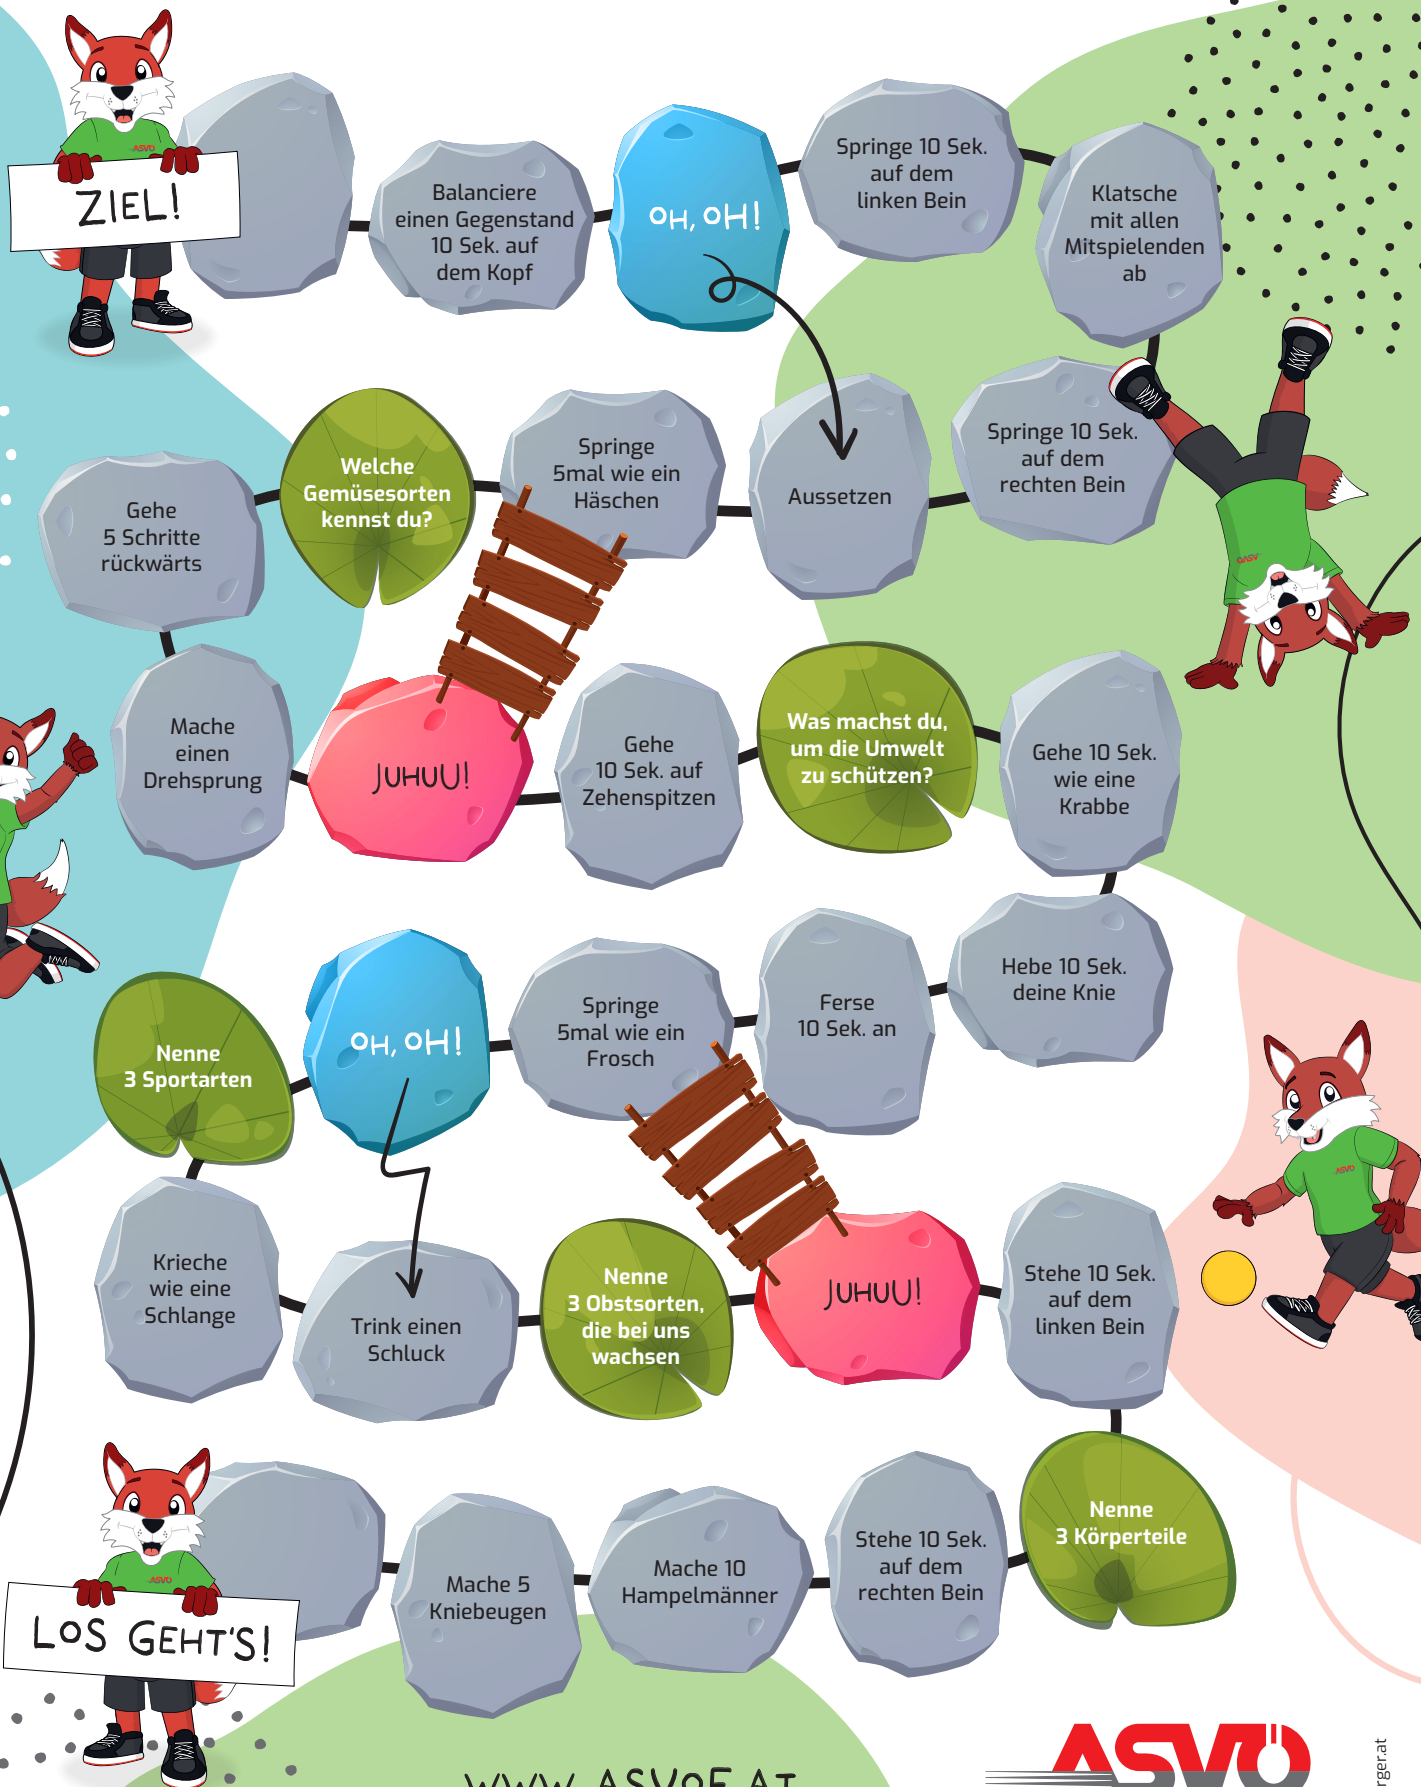 ZIEL!
Balanciere
einen Gegenstand
10 Sek. auf
dem Kopf
OH, OH!
Springe 10 Sek.
auf dem
linken Bein
Klatsche
mit allen
Mitspielenden
ab
Gehe
5 Schritte
rückwärts
Welche
Gemüsesorten
kennst du?
Springe
5mal wie ein
Häschen
Aussetzen
Springe 10 Sek.
auf dem
rechten Bein
Mache
einen
Drehsprung
JUHUU!
Gehe
10 Sek. auf
Zehenspitzen
Was machst du,
um die Umwelt
zu schützen?
Gehe 10 Sek.
wie eine
Krabbe
Nenne
3 Sportarten
OH, OH!
Springe
5mal wie ein
Frosch
Ferse
10 Sek. an
Hebe 10 Sek.
deine Knie
Krieche
wie eine
Schlange
Trink einen
Schluck
Nenne
3 Obstsorten,
die bei uns
wachsen
JUHUU!
Stehe 10 Sek.
auf dem
linken Bein
LOS GEHT'S!
Mache 5
Kniebeugen
Mache 10
Hampelmänner
Stehe 10 Sek.
auf dem
rechten Bein
Nenne
3 Körperteile
WWW.ASVOE.AT
ASVÖ
rger.at